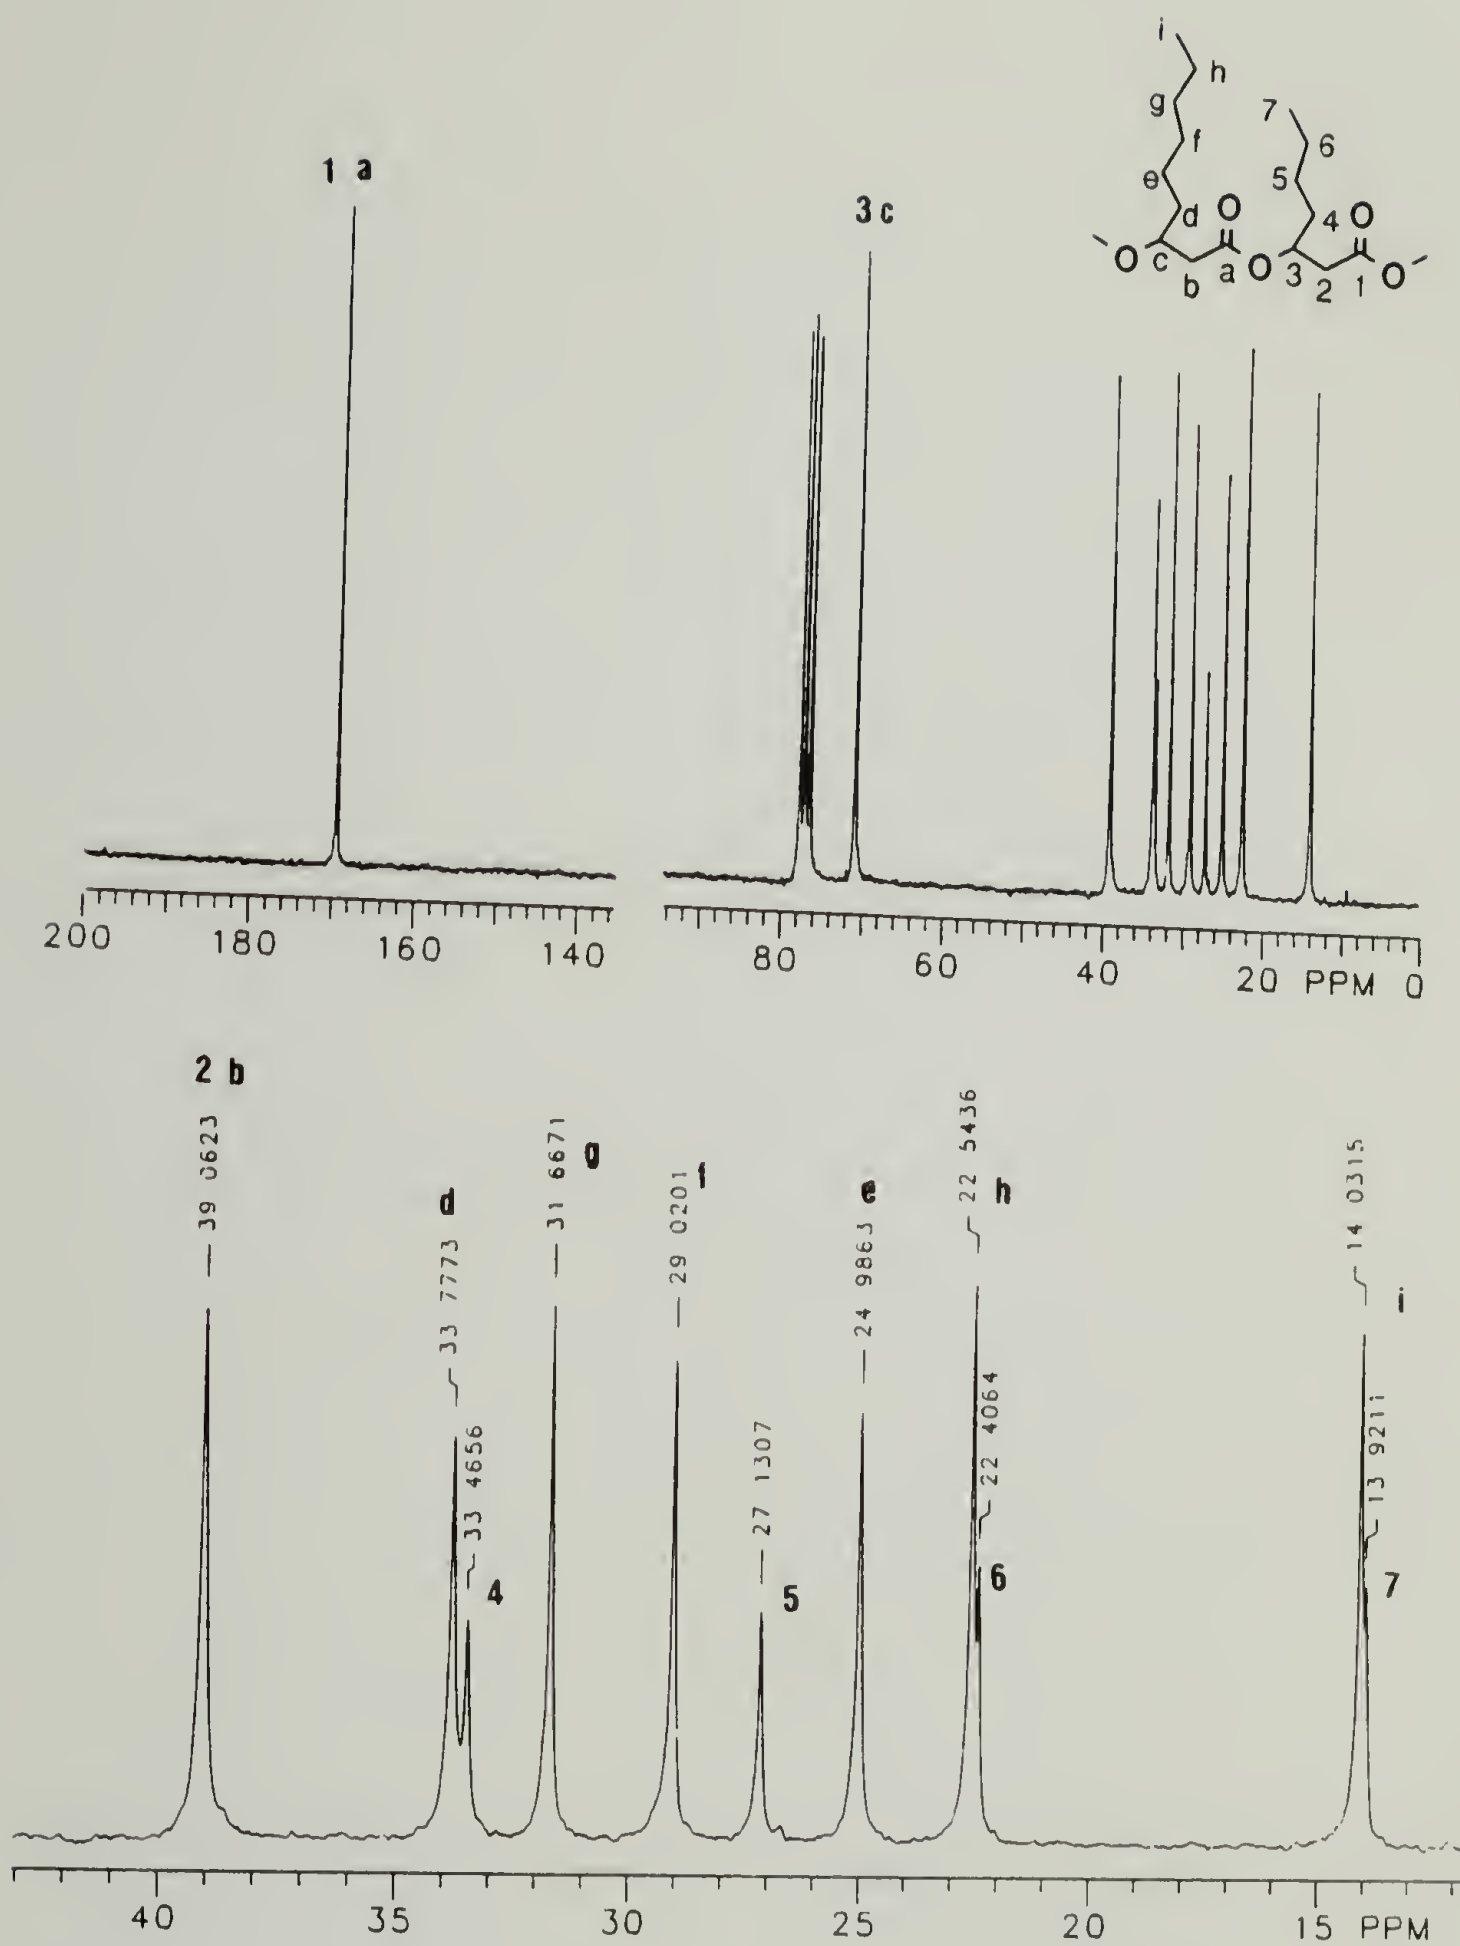 i
h
g
7
f
6
e
5
d
O
4
O
O
c
b
a
O
3
2
1
O
1 a
3 c
200 180 160 140 80 60 40 20 PPM 0
2 b
39 0623
d
33 7773
33 4656
4
31 6671
g
29 0201
f
27 1307
5
24 9863
e
22 5436
h
22 4064
6
14 0315
i
13 9211
7
40 35 30 25 20 15 PPM